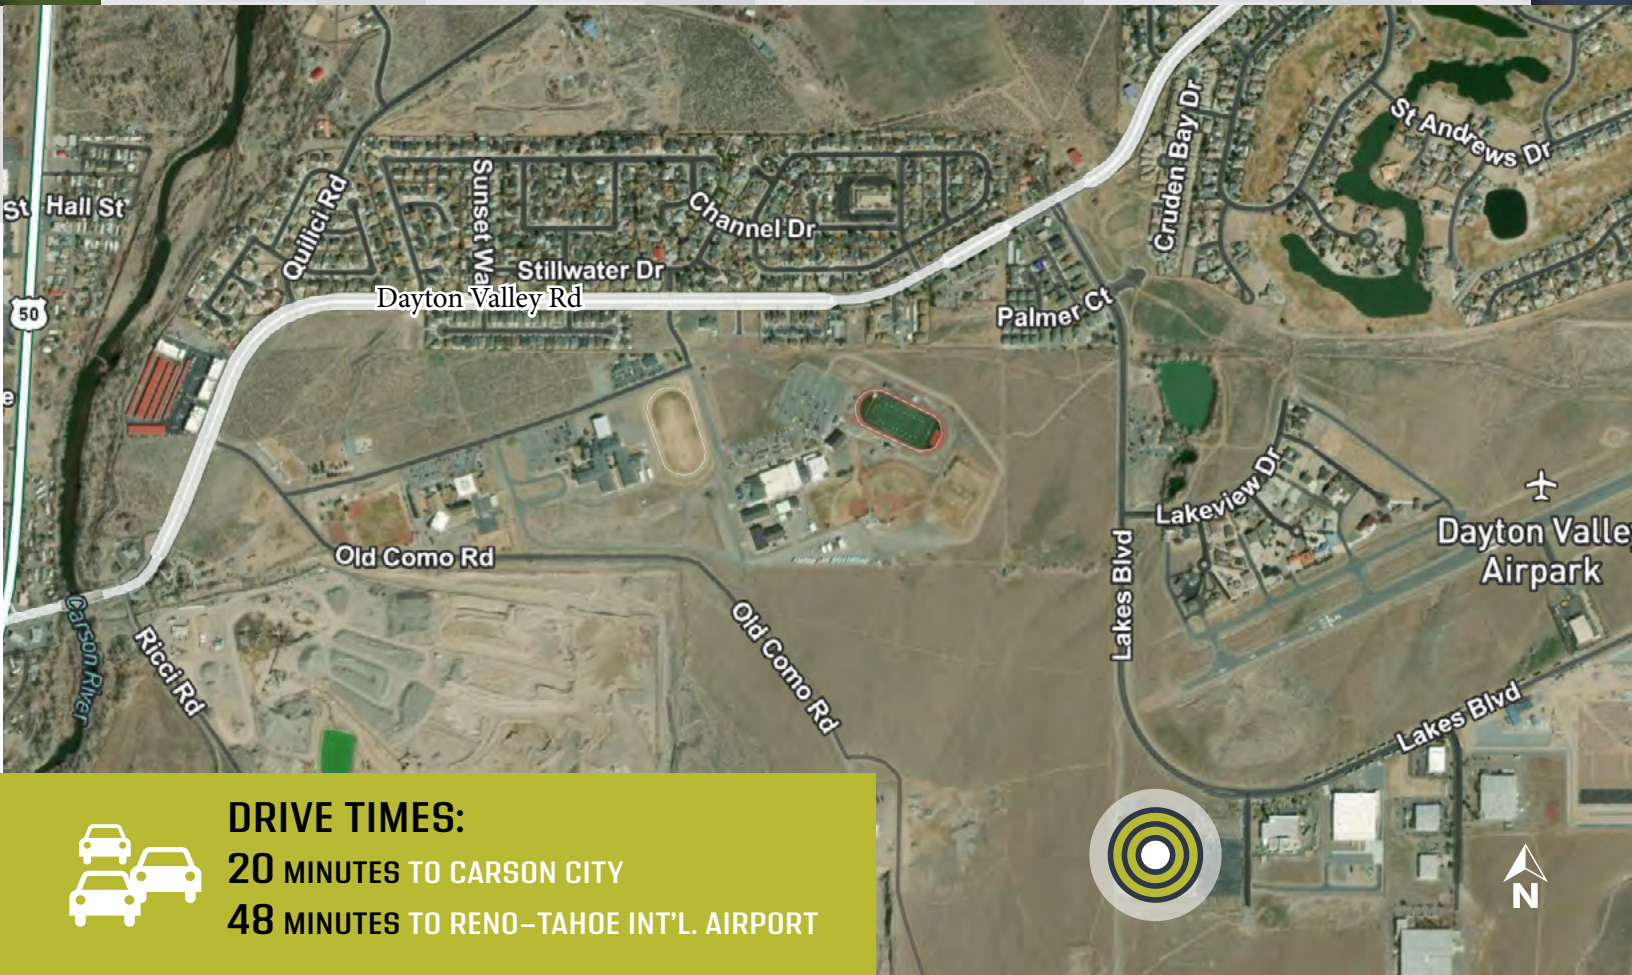 St Andrews Dr
Cruden Bay Dr
St
Hall St
Quilici Rd
Sunset Wa
Channel Dr
Stillwater Dr
Dayton Valley Rd
50
Palmer Ct
e
Lakeview Dr
Dayton Valle
Airpark
Old Como Rd
Lakes Blvd
Carson River
Ricci Rd
Old Como Rd
Lakes Blvd
DRIVE TIMES:
20 MINUTES TO CARSON CITY
48 MINUTES TO RENO–TAHOE INT'L. AIRPORT
N